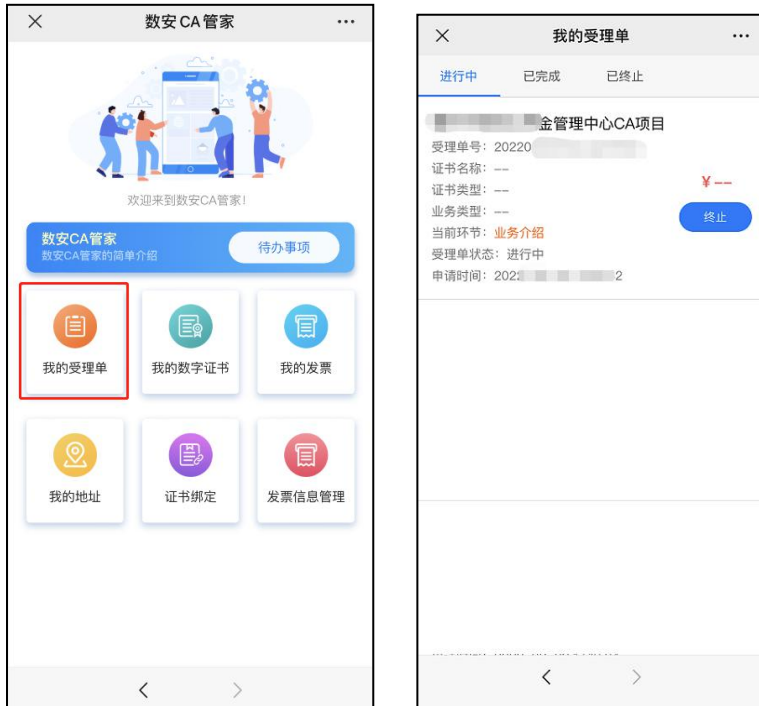 数安CA管家
欢迎来到数安CA管家!
数安CA管家
数安CA管家的简单介绍
待办事项
我的受理单
我的数字证书
我的发票
我的地址
证书绑定
发票信息管理
我的受理单
进行中
已完成
已终止
金管理中心CA项目
受理单号: 20220
证书名称: --
证书类型: --
¥ --
业务类型: --
终止
当前环节: 业务介绍
受理单状态: 进行中
申请时间: 202 2